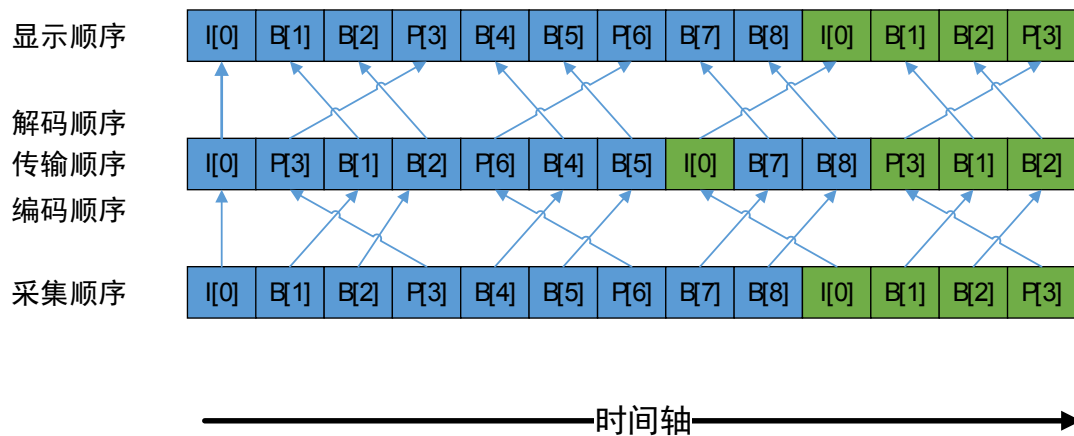 显示顺序 I[0] B[1] B[2] P[3] B[4] B[5] P[6] B[7] B[8] I[0] B[1] B[2] P[3]
解码顺序
传输顺序 I[0] P[3] B[1] B[2] P[6] B[4] B[5] I[0] B[7] B[8] P[3] B[1] B[2]
编码顺序
采集顺序 I[0] B[1] B[2] P[3] B[4] B[5] P[6] B[7] B[8] I[0] B[1] B[2] P[3]
时间轴